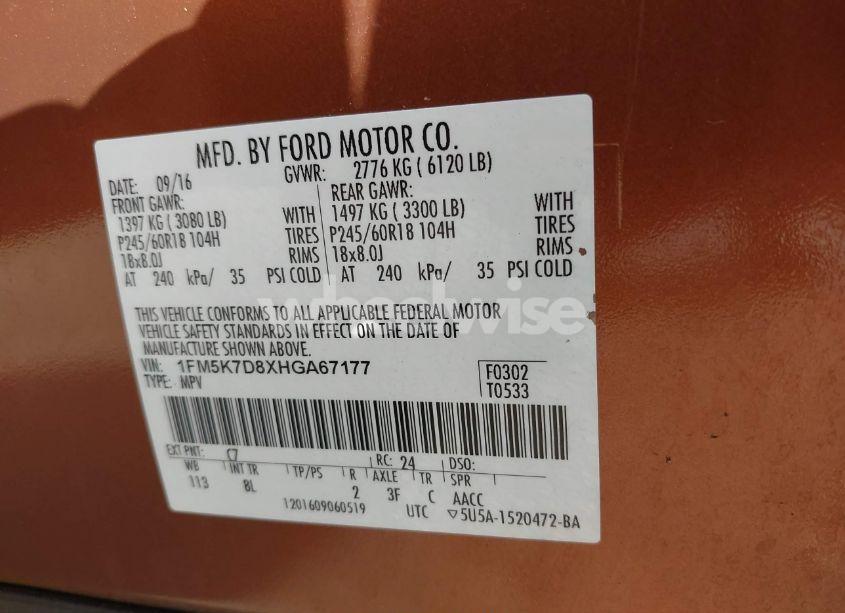 MFD. BY FORD MOTOR CO.
DATE: 09/16 GVWR: 2776 KG ( 6120 LB)
FRONT GAWR: REAR GAWR:
1397 KG ( 3080 LB) WITH 1497 KG ( 3300 LB) WITH
P245/60R18 104H TIRES P245/60R18 104H TIRES
18x8.0J RIMS 18x8.0J RIMS
AT 240 kPa/ 35 PSI COLD AT 240 kPa/ 35 PSI COLD
THIS VEHICLE CONFORMS TO ALL APPLICABLE FEDERAL MOTOR
VEHICLE SAFETY STANDARDS IN EFFECT ON THE DATE OF
MANUFACTURE SHOWN ABOVE.
VIN: 1FM5K7D8XHGA67177 F0302
TYPE: MPV T0533
EXT PNT: C7 RC: 24 DSO:
WB INT TR TP/PS R AXLE TR SPR
113 8L 2 3F C AACC
1201609060519 UTC ▽5U5A-1520472-BA
wheelwise